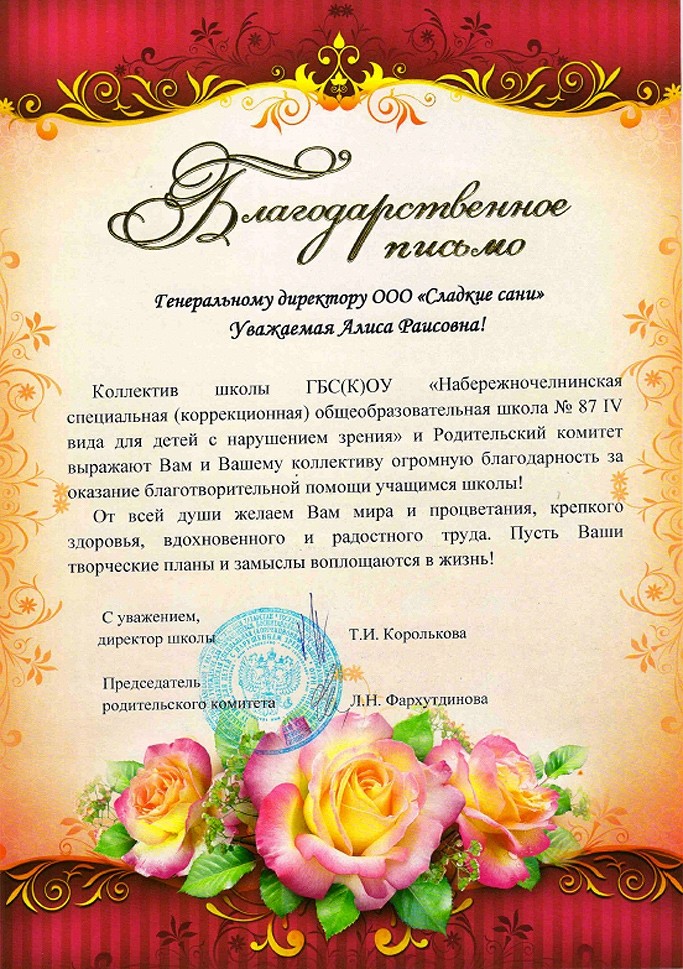 Благодарственное
письмо
Генеральному директору ООО «Сладкие сани»
Уважаемая Алиса Раисовна!
Коллектив школы ГБС(К)ОУ «Набережночелнинская
специальная (коррекционная) общеобразовательная школа № 87 IV
вида для детей с нарушением зрения» и Родительский комитет
выражают Вам и Вашему коллективу огромную благодарность за
оказание благотворительной помощи учащимся школы!
От всей души желаем Вам мира и процветания, крепкого
здоровья, вдохновенного и радостного труда. Пусть Ваши
творческие планы и замыслы воплощаются в жизнь!
С уважением,
директор школы Т.И. Королькова
Председатель
родительского комитета Л.Н. Фархутдинова